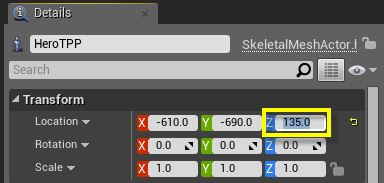 Details
HeroTPP SkeletalMeshActor.l
Search
Transform
Location X -610.0 Y -690.0 Z 135.0
Rotation X 0.0 Y 0.0 Z 0.0
Scale X 1.0 Y 1.0 Z 1.0